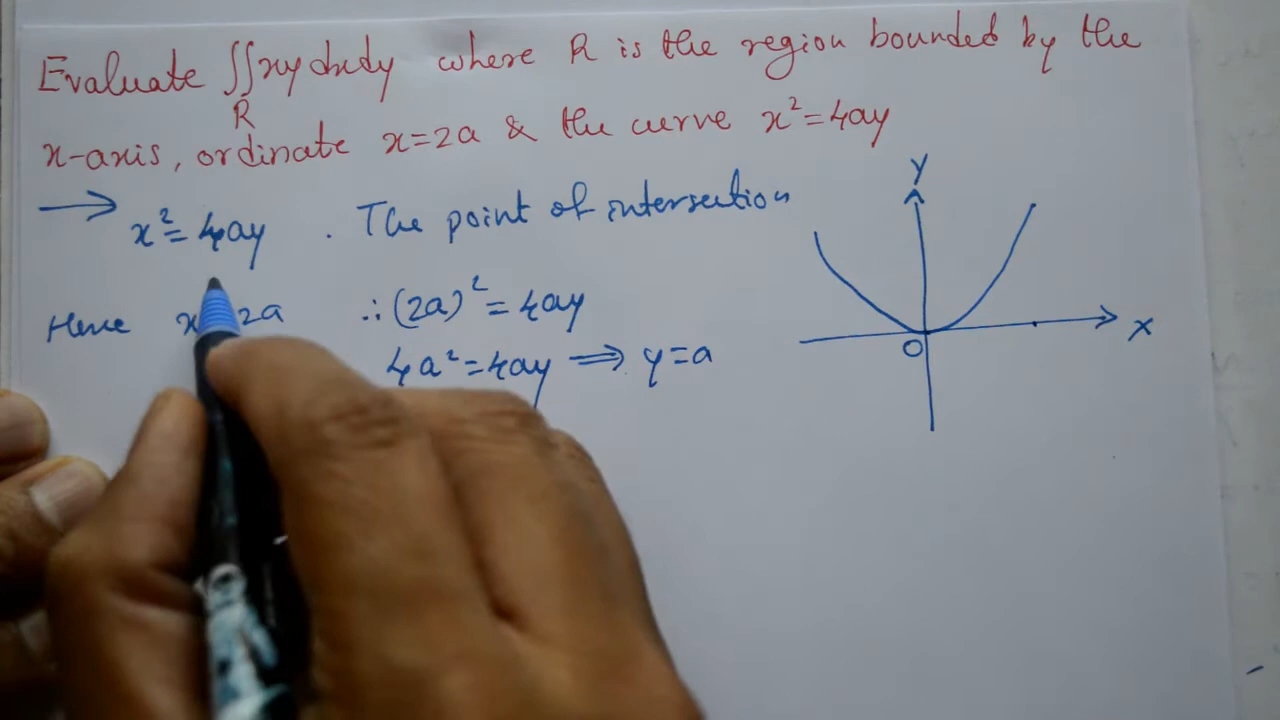 Evaluate ∬xy dxdy where R is the region bounded by the
R
x-axis, ordinate x=2a & the curve x²=4ay
→ x²=4ay . The point of intersection
Hence x 2a ∴ (2a)² = 4ay
4a² = 4ay ⟹ y=a
Y
O
X